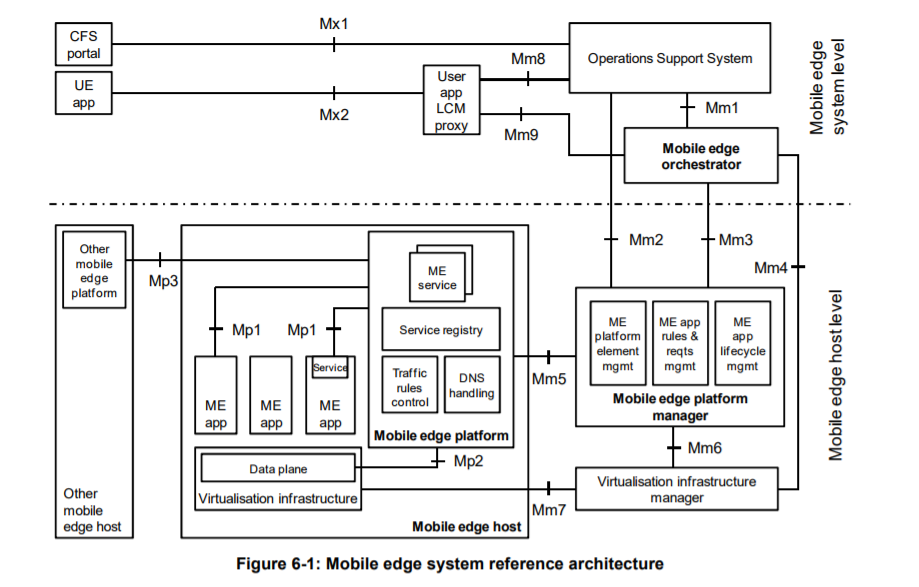 Mx1
CFS
portal
Operations Support System
Mm8
UE
app
User
app
LCM
proxy
Mx2
Mm9
Mm1
Mobile edge
orchestrator
Mobile edge
system level
Other
mobile
edge
platform
Mp3
ME
service
Mm2
Mm3
Mm4
Mp1
Mp1
Service registry
ME
platform
element
mgmt
ME app
rules &
reqts
mgmt
ME
app
lifecycle
mgmt
Service
ME
app
ME
app
ME
app
Traffic
rules
control
DNS
handling
Mm5
Mobile edge platform
manager
Mobile edge platform
Mobile edge host level
Mp2
Mm6
Data plane
Virtualisation infrastructure
Virtualisation infrastructure
manager
Mm7
Other
mobile
edge host
Mobile edge host
Figure 6-1: Mobile edge system reference architecture